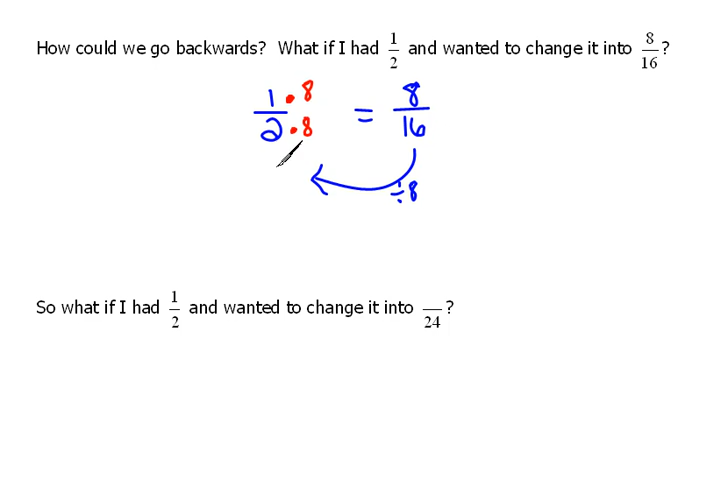 How could we go backwards? What if I had 1/2 and wanted to change it into 8/16?
1/2 • 8 • 8 = 8/16
÷8
So what if I had 1/2 and wanted to change it into __/24?